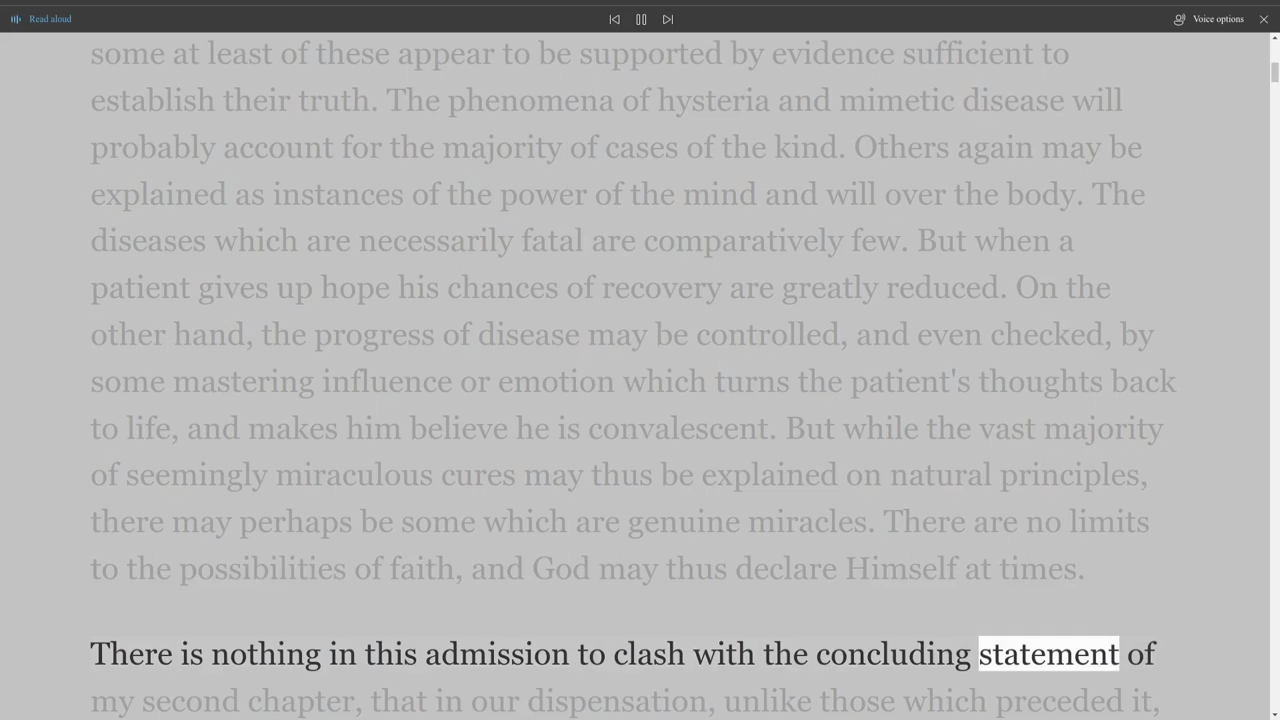 Read aloud
Voice options
some at least of these appear to be supported by evidence sufficient to
establish their truth. The phenomena of hysteria and mimetic disease will
probably account for the majority of cases of the kind. Others again may be
explained as instances of the power of the mind and will over the body. The
diseases which are necessarily fatal are comparatively few. But when a
patient gives up hope his chances of recovery are greatly reduced. On the
other hand, the progress of disease may be controlled, and even checked, by
some mastering influence or emotion which turns the patient's thoughts back
to life, and makes him believe he is convalescent. But while the vast majority
of seemingly miraculous cures may thus be explained on natural principles,
there may perhaps be some which are genuine miracles. There are no limits
to the possibilities of faith, and God may thus declare Himself at times.
There is nothing in this admission to clash with the concluding statement of
my second chapter, that in our dispensation, unlike those which preceded it,